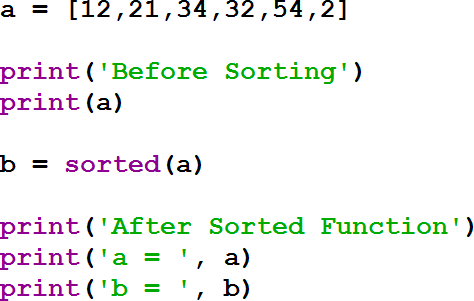 a = [12,21,34,32,54,2]
print('Before Sorting')
print(a)
b = sorted(a)
print('After Sorted Function')
print('a = ', a)
print('b = ', b)